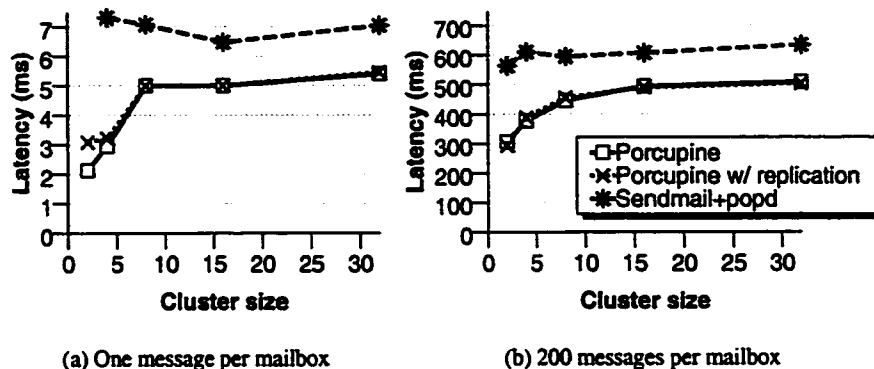 7
6
5
4
3
2
1
0
Latency (ms)
0 5 10 15 20 25 30
Cluster size
(a) One message per mailbox
700
600
500
400
300
200
100
0
Latency (ms)
0 5 10 15 20 25 30
Cluster size
Porcupine
Porcupine w/ replication
Sendmail+popd
(b) 200 messages per mailbox